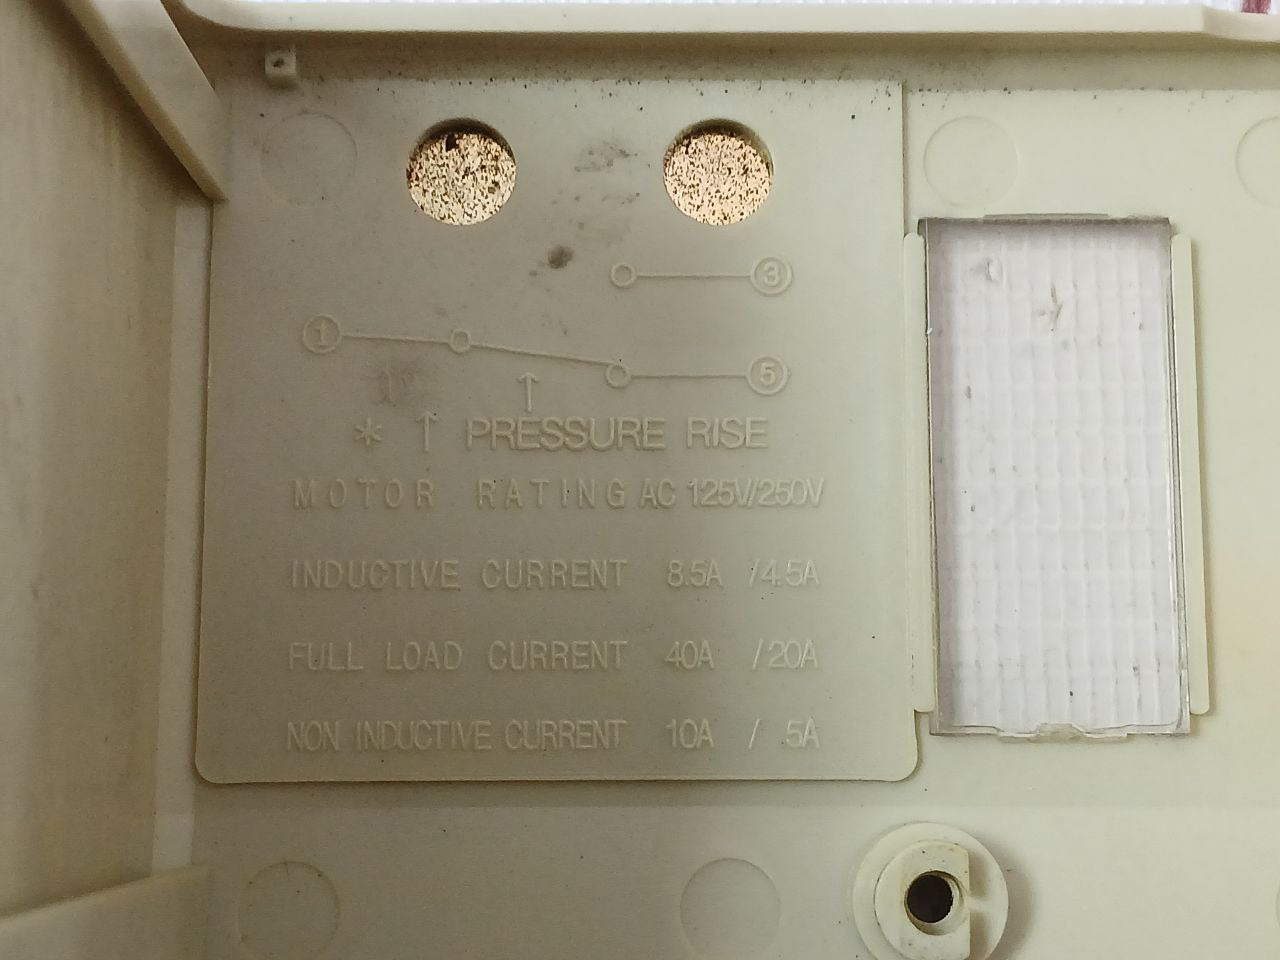 3
1
5
* ↑ PRESSURE RISE
MOTOR RATING AC 125V/250V
INDUCTIVE CURRENT 8.5A /4.5A
FULL LOAD CURRENT 40A /20A
NON INDUCTIVE CURRENT 10A / 5A